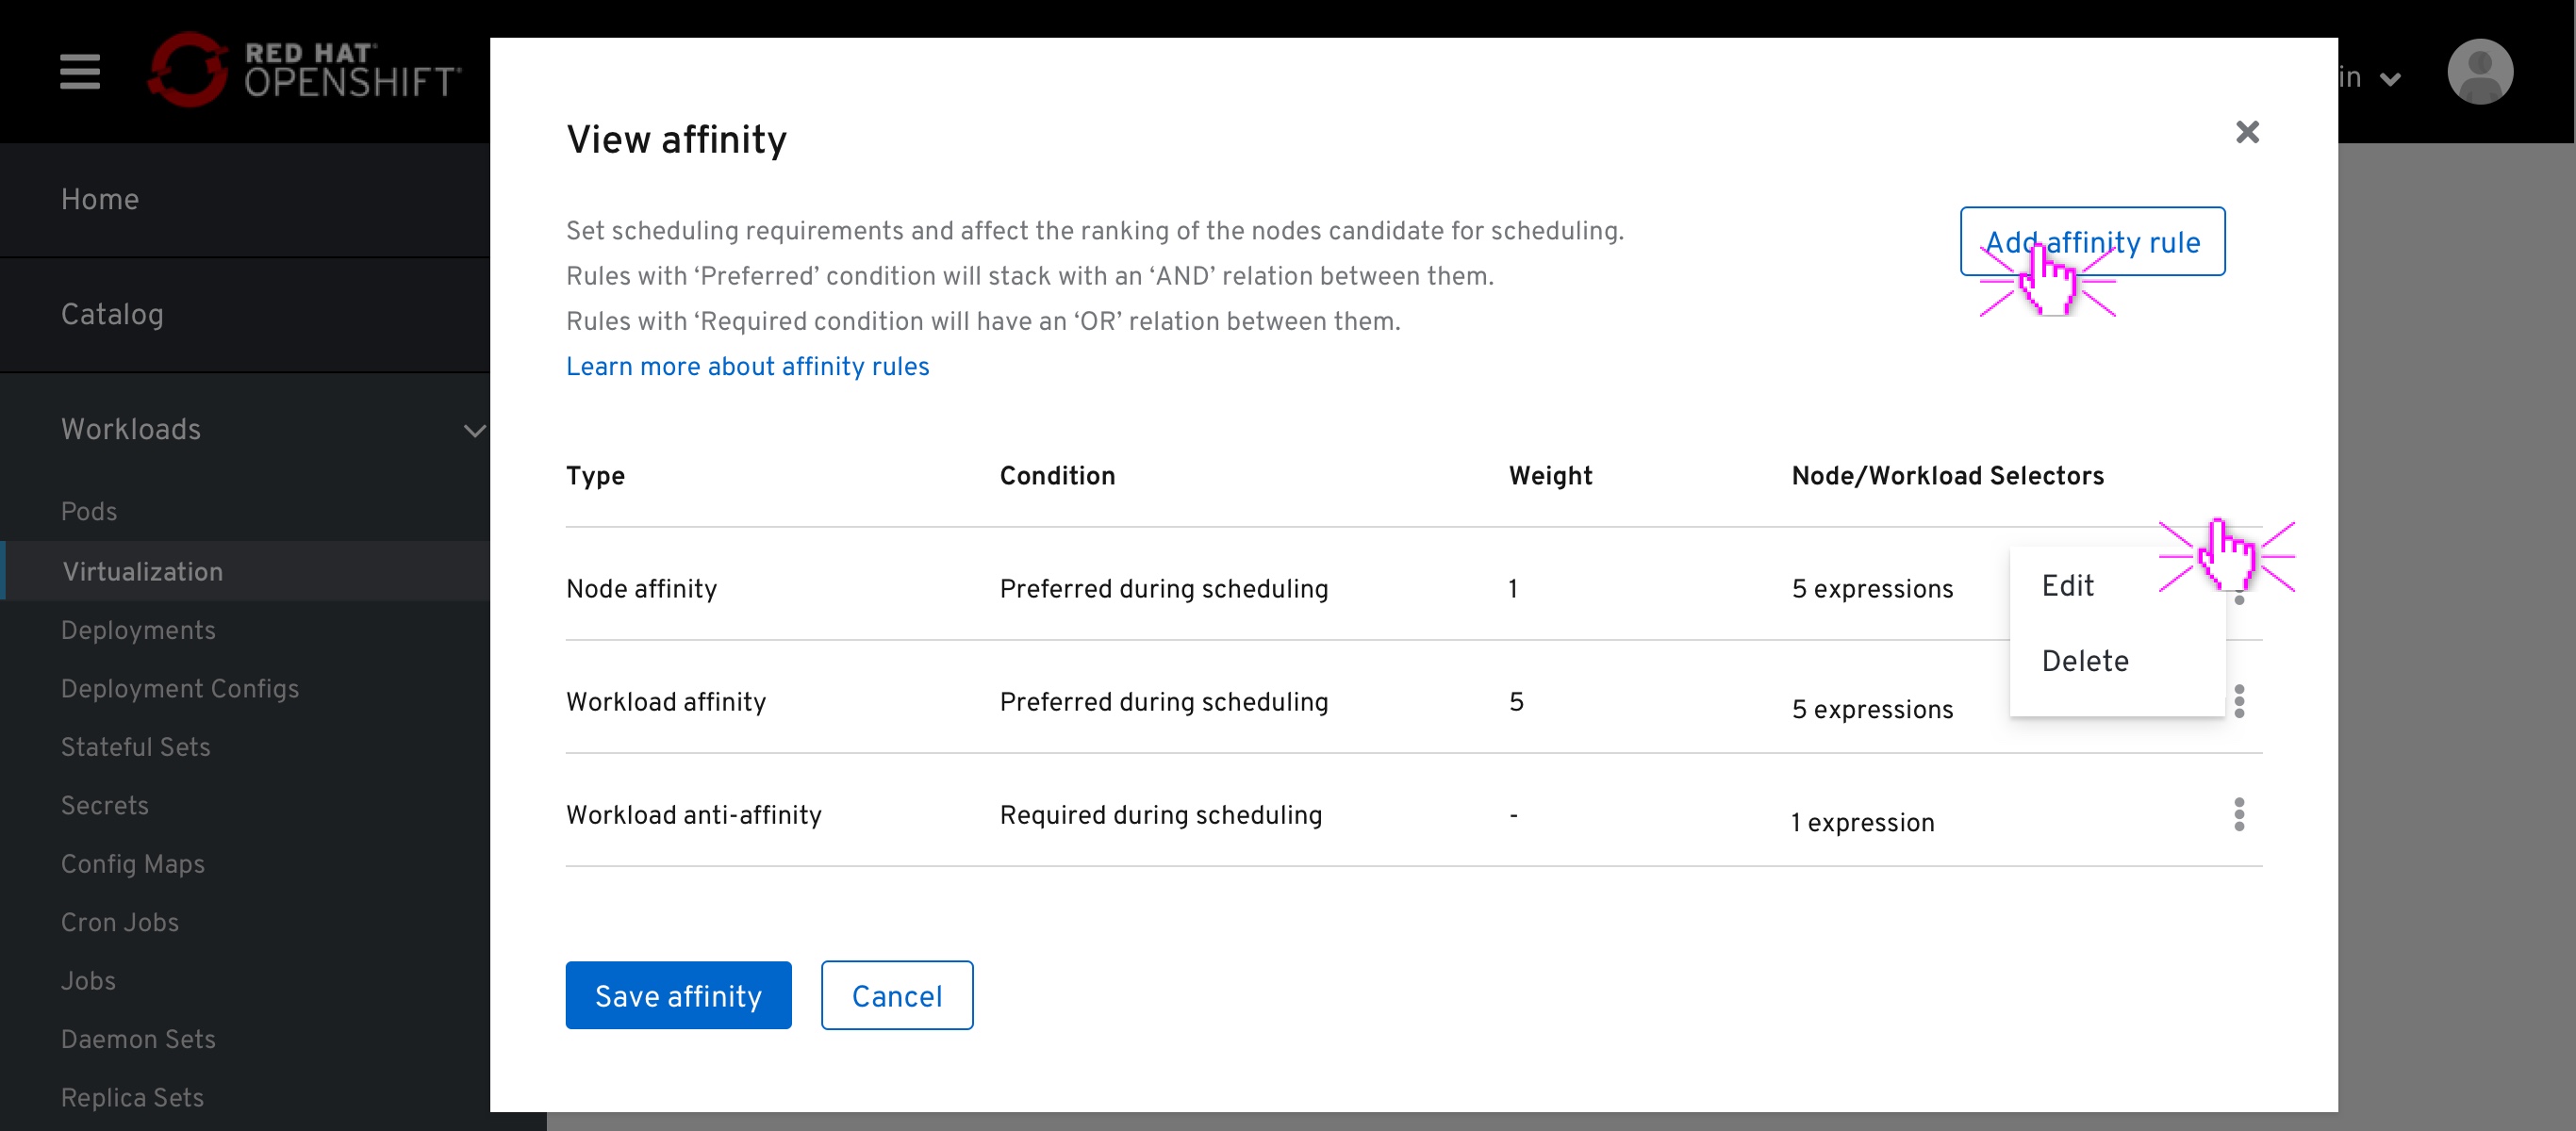 RED HAT
OPENSHIFT
in
Home
Catalog
Workloads
Pods
Virtualization
Deployments
Deployment Configs
Stateful Sets
Secrets
Config Maps
Cron Jobs
Jobs
Daemon Sets
Replica Sets
View affinity
Set scheduling requirements and affect the ranking of the nodes candidate for scheduling.
Rules with ‘Preferred’ condition will stack with an ‘AND’ relation between them.
Rules with ‘Required condition will have an ‘OR’ relation between them.
Learn more about affinity rules
Add affinity rule
Type Condition Weight Node/Workload Selectors
Node affinity Preferred during scheduling 1 5 expressions
Workload affinity Preferred during scheduling 5 5 expressions
Workload anti-affinity Required during scheduling - 1 expression
Edit
Delete
Save affinity Cancel